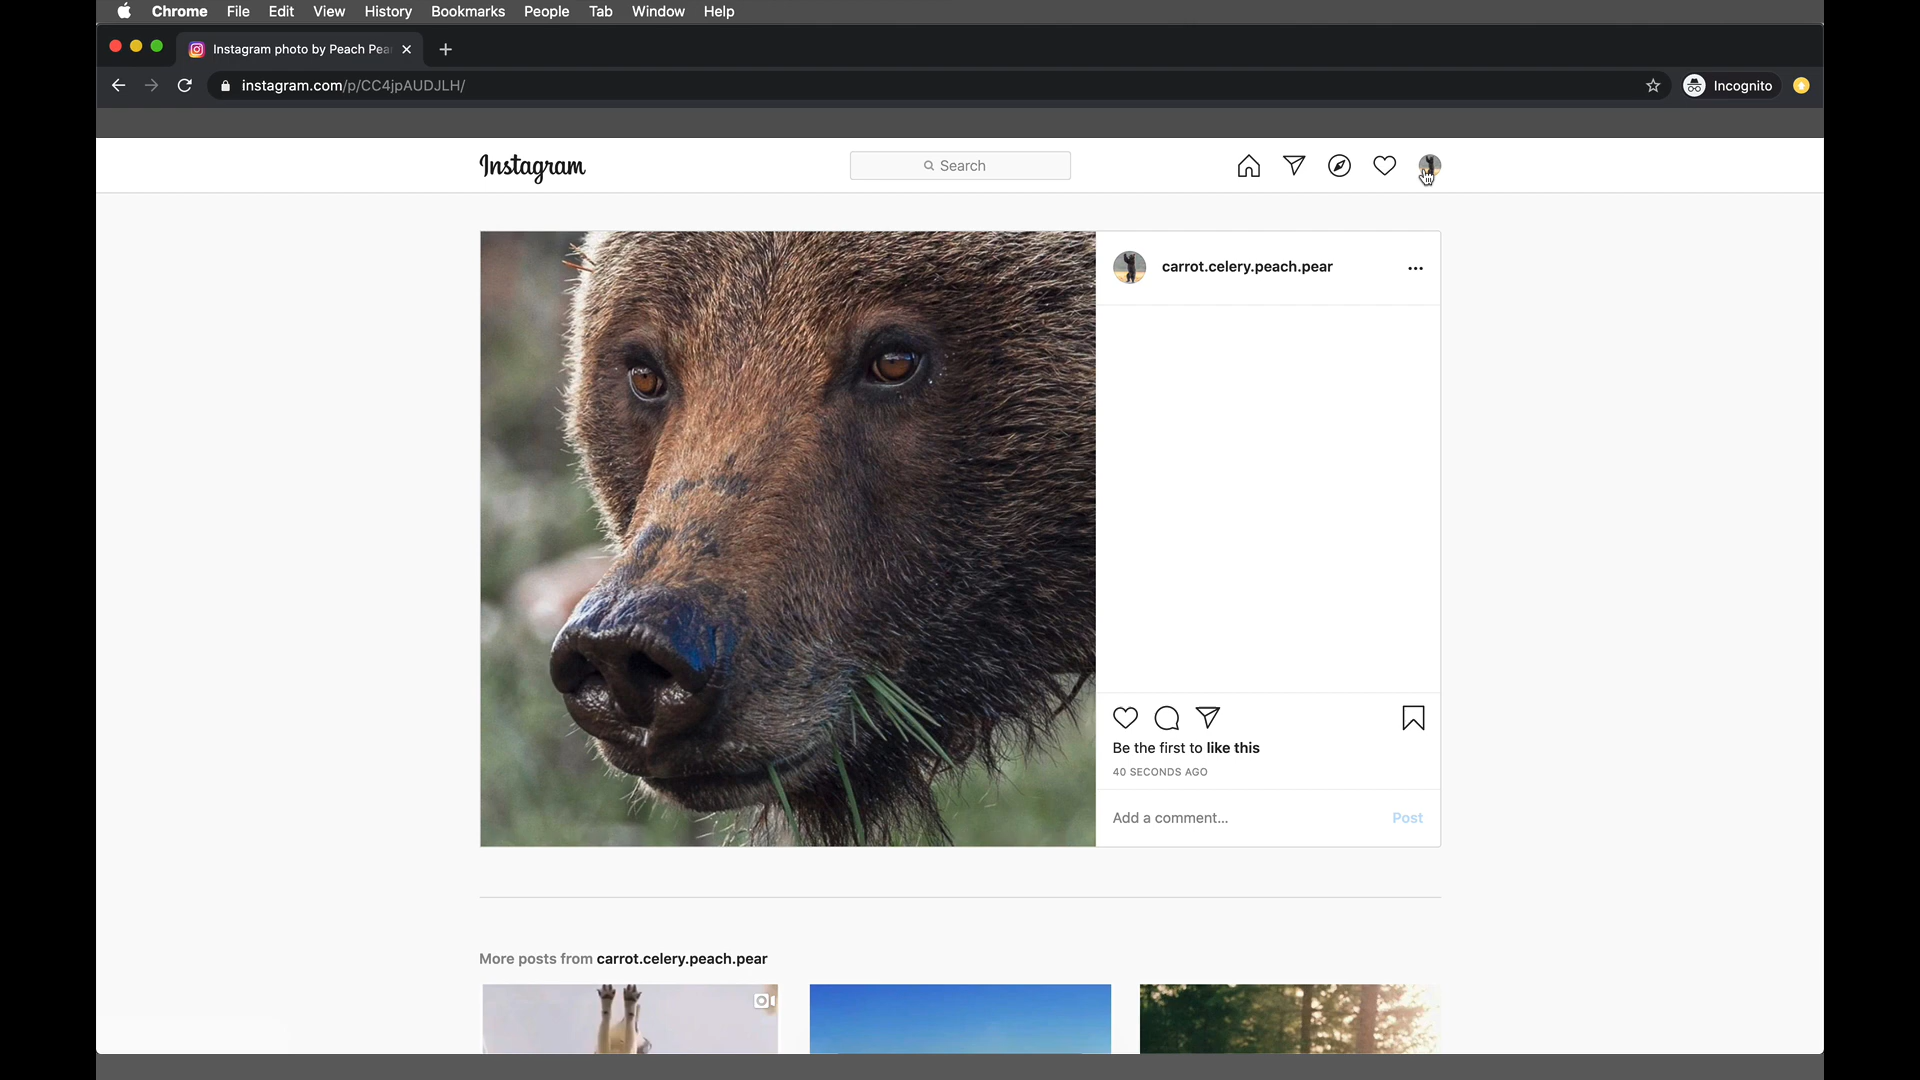 Chrome File Edit View History Bookmarks People Tab Window Help
Instagram photo by Peach Pea
instagram.com/p/CC4jpAUDJLH/
Incognito
Instagram
Search
carrot.celery.peach.pear
Be the first to like this
40 SECONDS AGO
Add a comment... Post
More posts from carrot.celery.peach.pear